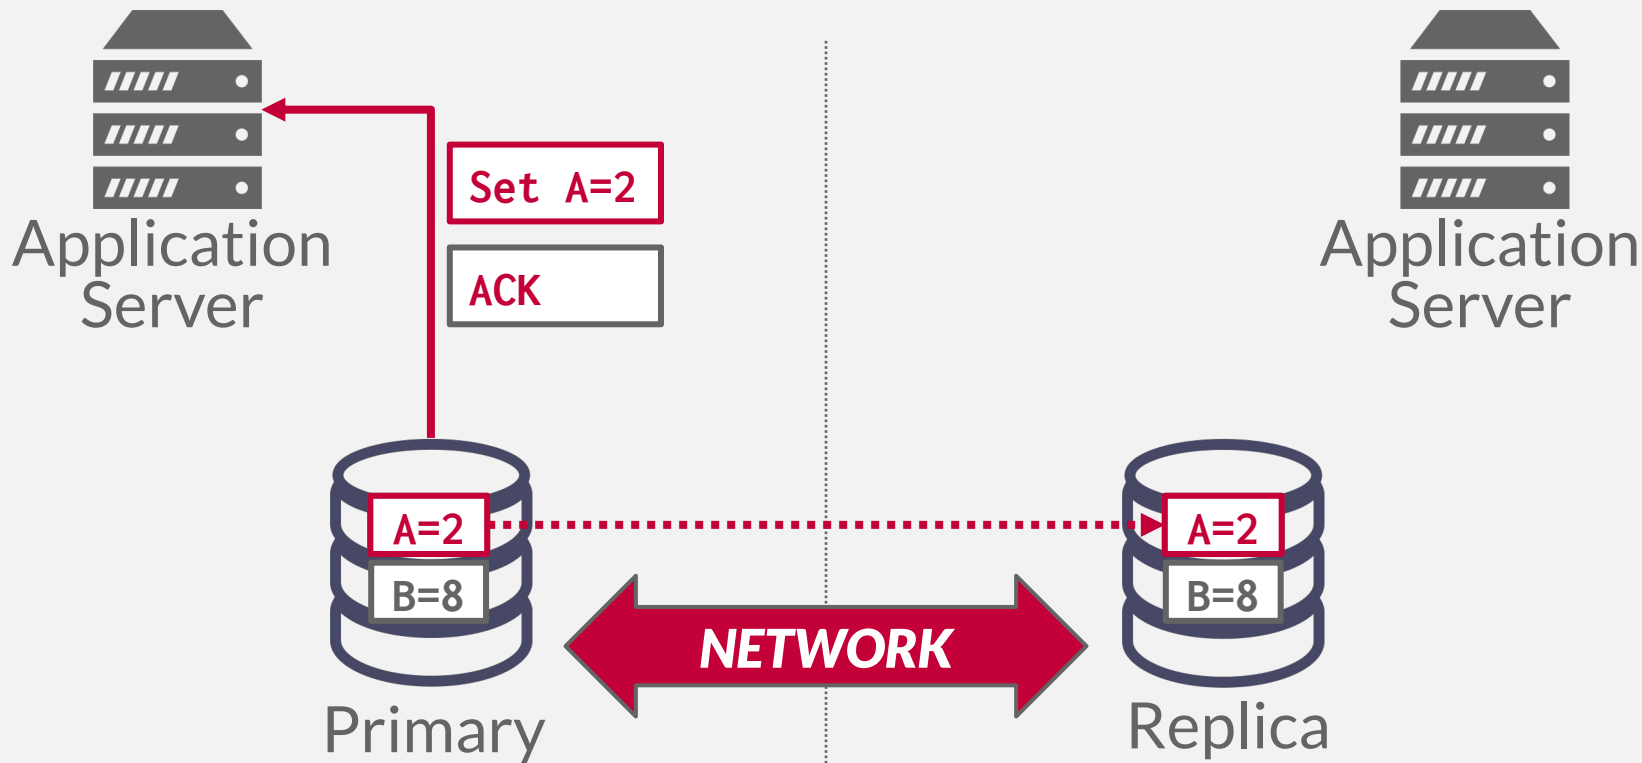 Set A=2
ACK
Application
Server
Application
Server
A=2
B=8
A=2
B=8
NETWORK
Primary
Replica